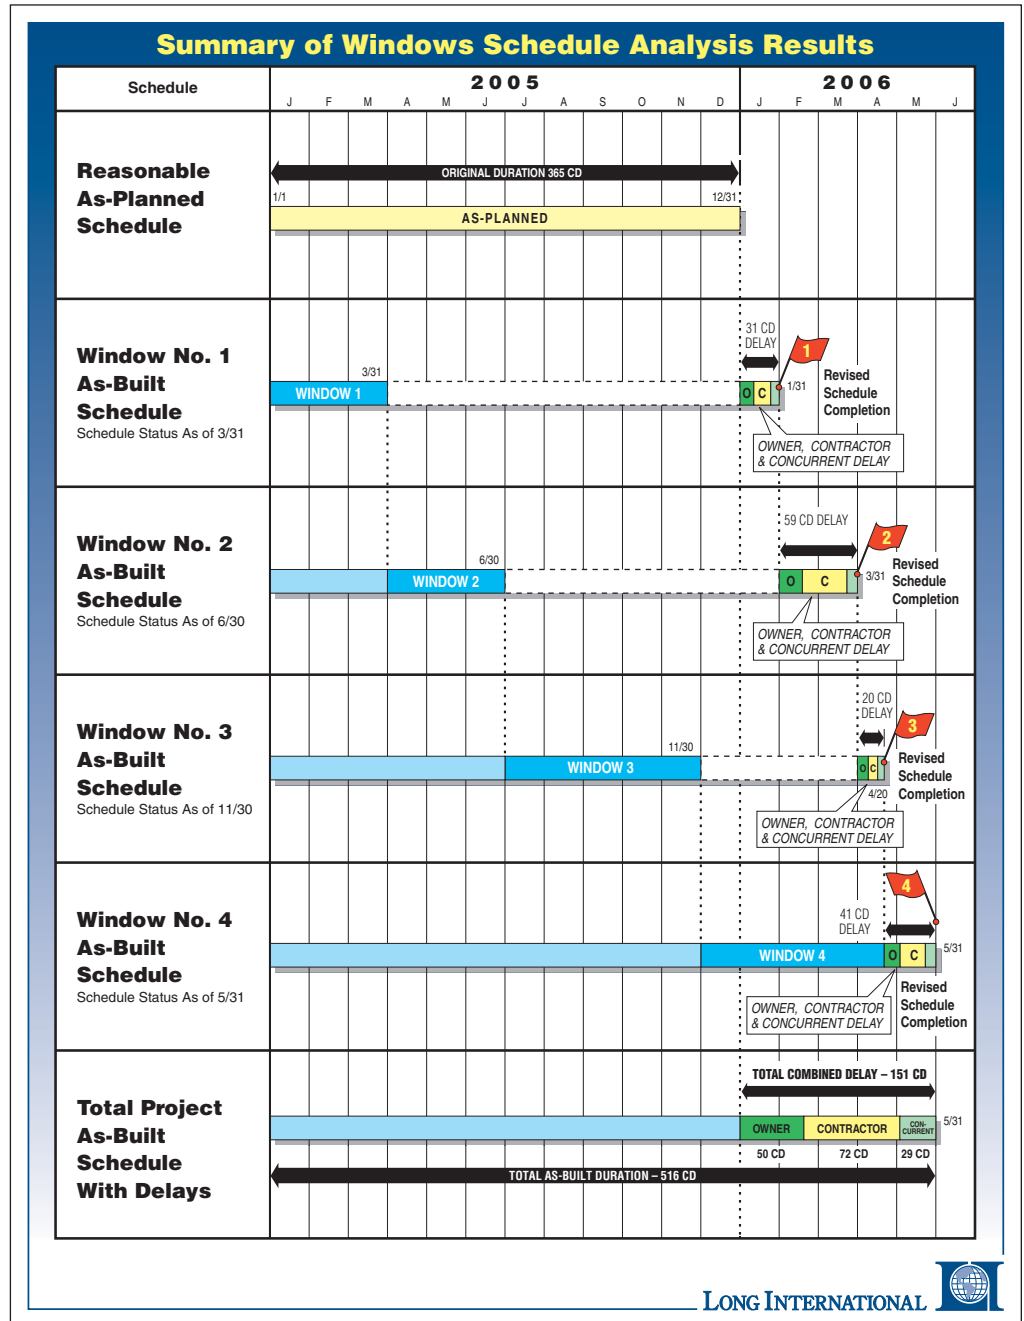 Summary of Windows Schedule Analysis Results
Schedule
2005
2006
J F M A M J J A S O N D J F M A M J
Reasonable
As-Planned
Schedule
ORIGINAL DURATION 365 CD
1/1
12/31
AS-PLANNED
Window No. 1
As-Built
Schedule
Schedule Status As of 3/31
3/31
WINDOW 1
31 CD
DELAY
1
O C
1/31
Revised
Schedule
Completion
OWNER, CONTRACTOR
& CONCURRENT DELAY
Window No. 2
As-Built
Schedule
Schedule Status As of 6/30
6/30
WINDOW 2
59 CD DELAY
2
O C
3/31
Revised
Schedule
Completion
OWNER, CONTRACTOR
& CONCURRENT DELAY
Window No. 3
As-Built
Schedule
Schedule Status As of 11/30
11/30
WINDOW 3
20 CD
DELAY
3
O C
4/20
Revised
Schedule
Completion
OWNER, CONTRACTOR
& CONCURRENT DELAY
Window No. 4
As-Built
Schedule
Schedule Status As of 5/31
WINDOW 4
41 CD
DELAY
4
O C
5/31
Revised
Schedule
Completion
OWNER, CONTRACTOR
& CONCURRENT DELAY
Total Project
As-Built
Schedule
With Delays
TOTAL COMBINED DELAY – 151 CD
OWNER
CONTRACTOR
CON-
CURRENT
5/31
50 CD
72 CD
29 CD
TOTAL AS-BUILT DURATION – 516 CD
LONG INTERNATIONAL